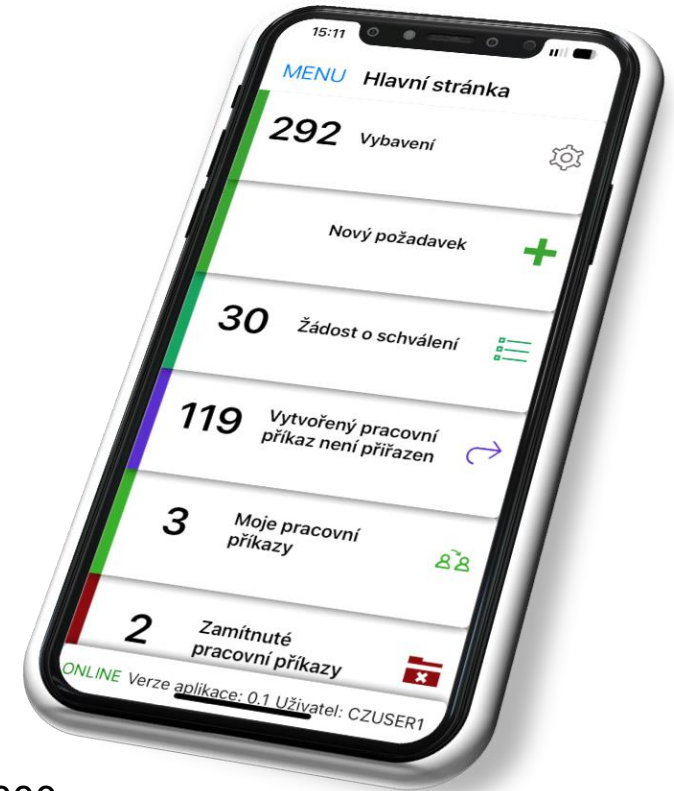 15:11
MENU Hlavní stránka
292 Vybavení
Nový požadavek
30 Žádost o schválení
119 Vytvořený pracovní
příkaz není přiřazen
3 Moje pracovní
příkazy
2 Zamítnuté
pracovní příkazy
ONLINE Verze aplikace: 0.1 Uživatel: CZUSER1